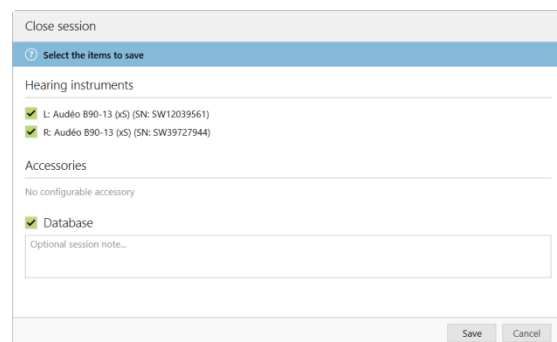 Close session
? Select the items to save
Hearing instruments
L: Audéo B90-13 (xS) (SN: SW12039561)
R: Audéo B90-13 (xS) (SN: SW39727944)
Accessories
No configurable accessory
Database
Optional session note...
Save Cancel